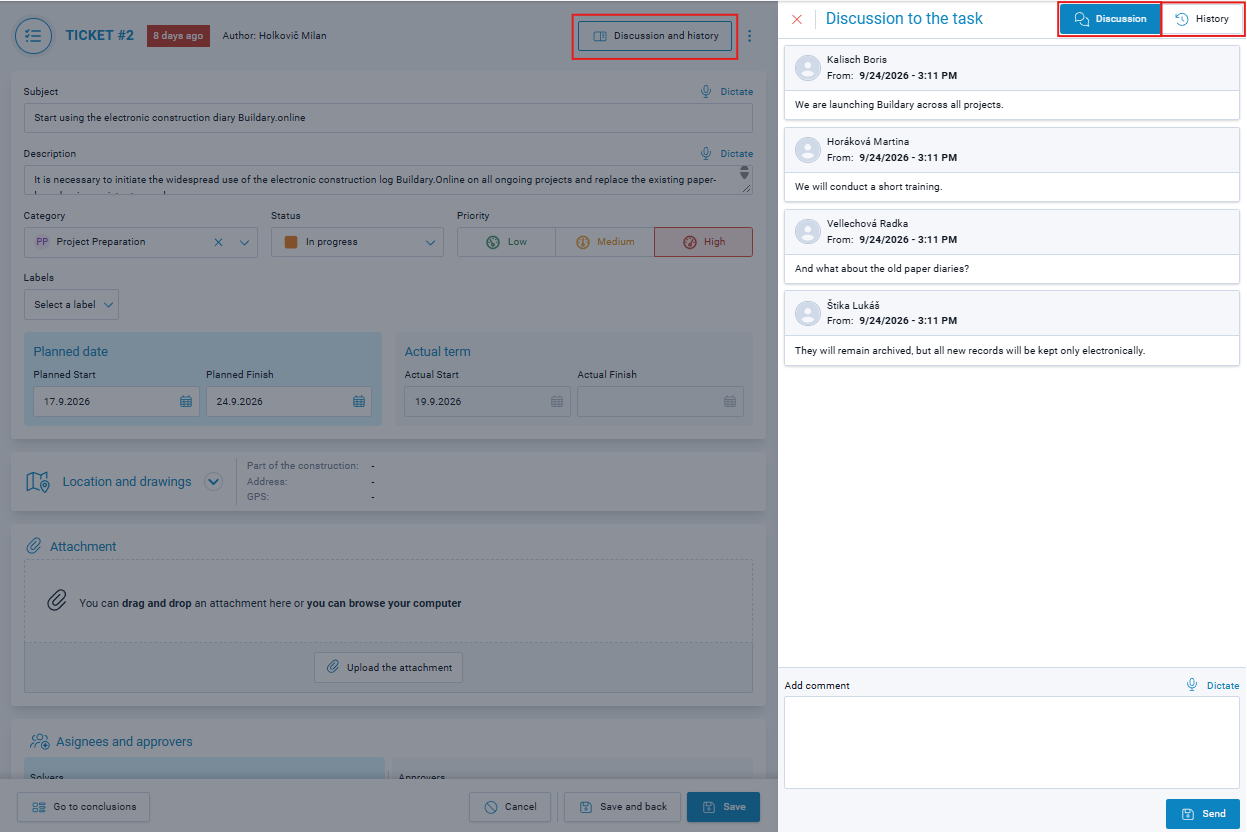 TICKET #2
8 days ago
Author: Holkovič Milan
Discussion and history
Subject
Dictate
Start using the electronic construction diary Buildary.online
Description
Dictate
It is necessary to initiate the widespread use of the electronic construction log Buildary.Online on all ongoing projects and replace the existing paper-
Category
Status
Priority
PP Project Preparation
In progress
Low
Medium
High
Labels
Select a label
Planned date
Planned Start
Planned Finish
17.9.2026
24.9.2026
Actual term
Actual Start
Actual Finish
19.9.2026
Location and drawings
Part of the construction: -
Address: -
GPS: -
Attachment
You can drag and drop an attachment here or you can browse your computer
Upload the attachment
Asignees and approvers
Solvers
Approvers
Go to conclusions
Cancel
Save and back
Save
Discussion to the task
Discussion
History
Kalisch Boris
From: 9/24/2026 - 3:11 PM
We are launching Buildary across all projects.
Horáková Martina
From: 9/24/2026 - 3:11 PM
We will conduct a short training.
Vellechová Radka
From: 9/24/2026 - 3:11 PM
And what about the old paper diaries?
Štika Lukáš
From: 9/24/2026 - 3:11 PM
They will remain archived, but all new records will be kept only electronically.
Add comment
Dictate
Send